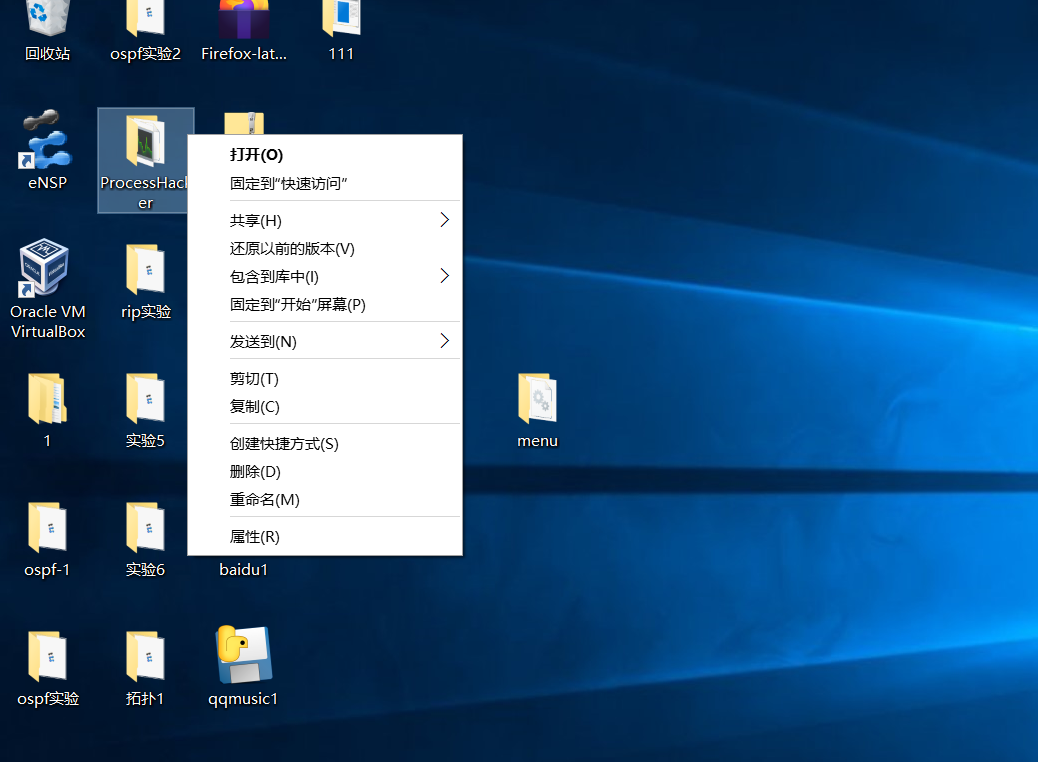 回收站
ospf实验2
Firefox-lat...
111
eNSP
ProcessHac
er
Oracle VM
VirtualBox
rip实验
1
实验5
menu
ospf-1
实验6
baidu1
ospf实验
拓扑1
qqmusic1
打开(O)
固定到"快速访问"
共享(H)
还原以前的版本(V)
包含到库中(I)
固定到"开始"屏幕(P)
发送到(N)
剪切(T)
复制(C)
创建快捷方式(S)
删除(D)
重命名(M)
属性(R)